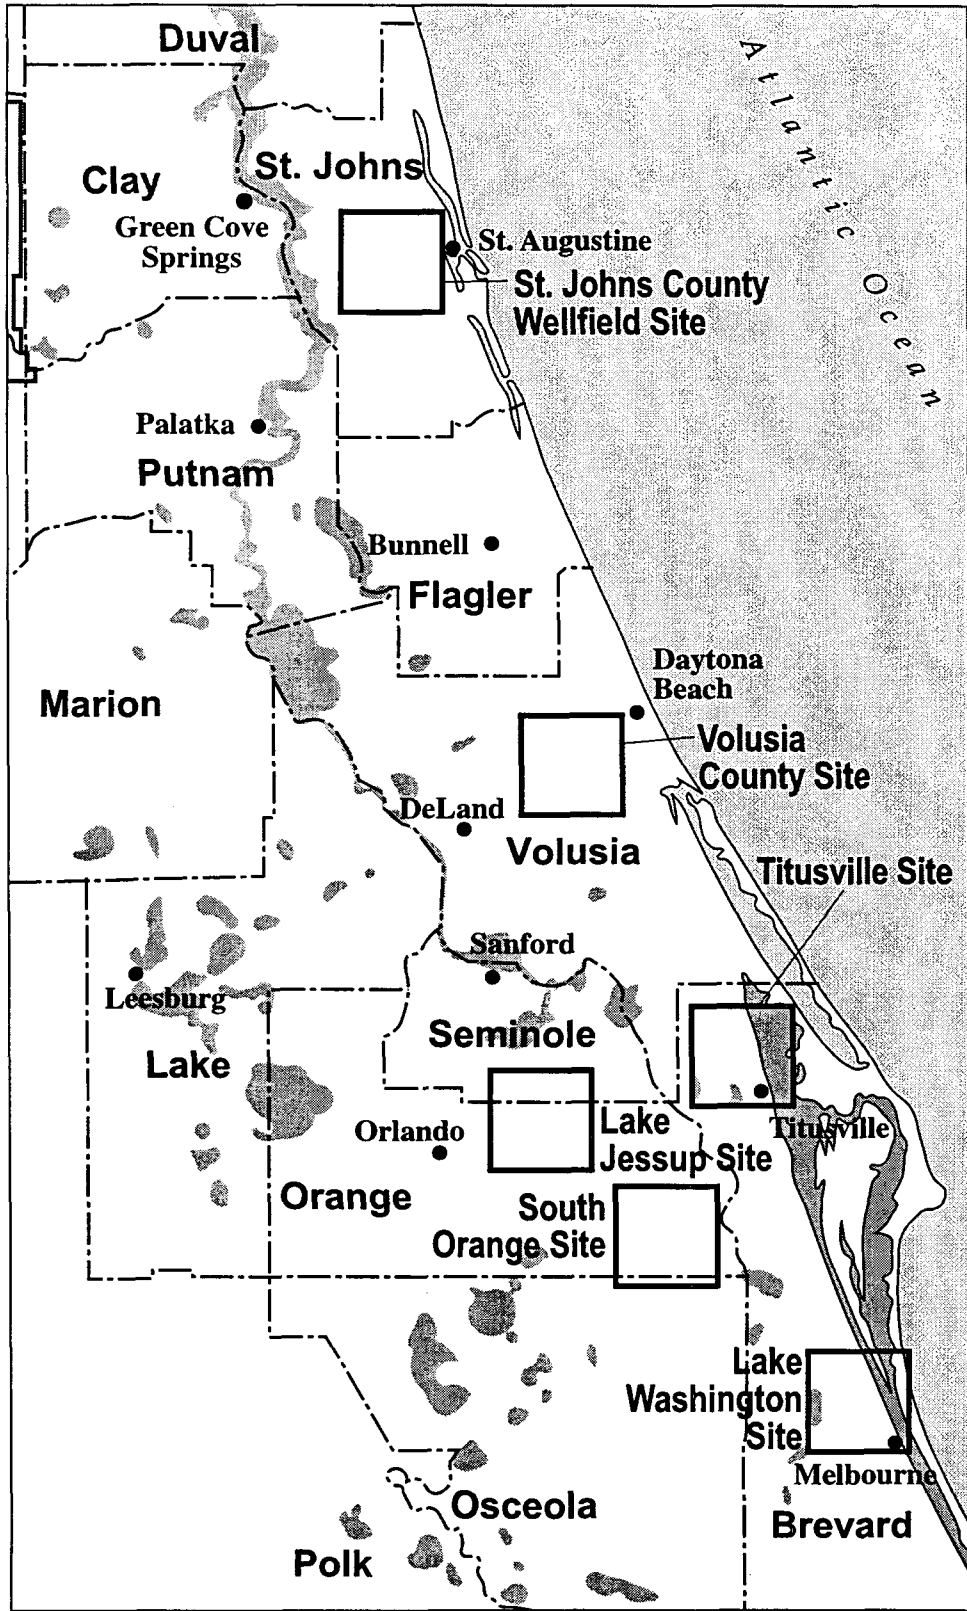 Duval
Atlantic Ocean
St. Johns
Clay
Green Cove
Springs
St. Augustine
St. Johns County
Wellfield Site
Palatka
Putnam
Bunnell
Flagler
Daytona
Beach
Marion
Volusia
County Site
DeLand
Volusia
Titusville Site
Sanford
Leesburg
Seminole
Lake
Titusville
Orlando
Lake
Jessup Site
Orange
South
Orange Site
Lake
Washington
Site
Melbourne
Osceola
Brevard
Polk